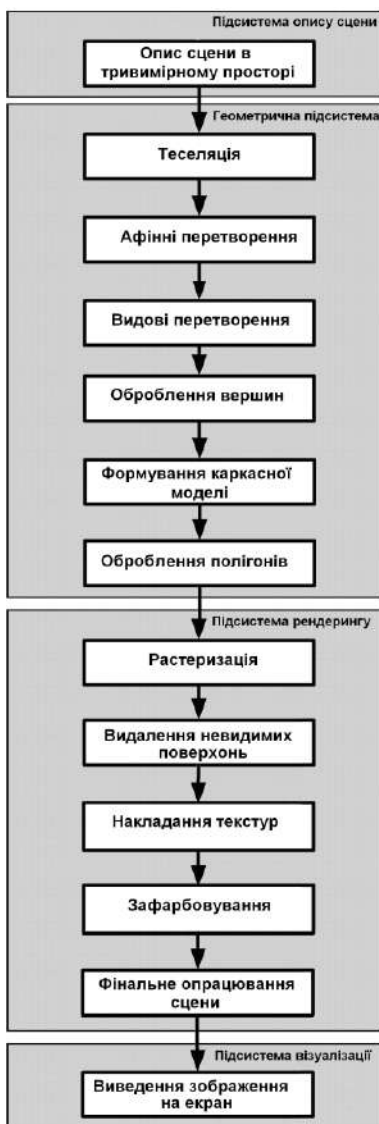 Підсистема опису сцени
Опис сцени в
тривимірному просторі
Геометрична підсистема
Теселяція
Афінні перетворення
Видові перетворення
Оброблення вершин
Формування каркасної
моделі
Оброблення полігонів
Підсистема рендерингу
Растеризація
Видалення невидимих
поверхонь
Накладання текстур
Зафарбовування
Фінальне опрацювання
сцени
Підсистема візуалізації
Виведення зображення
на екран